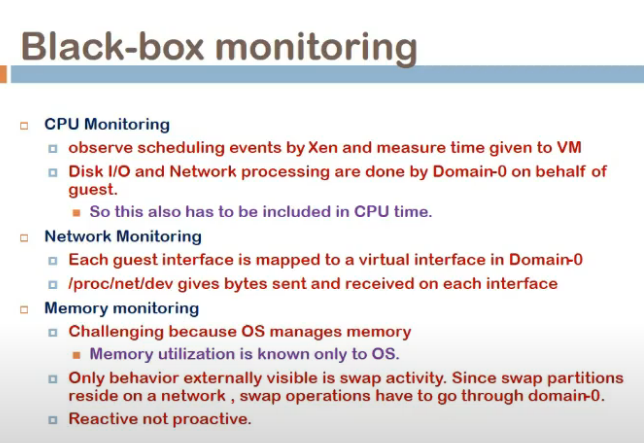 Black-box monitoring
CPU Monitoring
observe scheduling events by Xen and measure time given to VM
Disk I/O and Network processing are done by Domain-0 on behalf of
guest.
So this also has to be included in CPU time.
Network Monitoring
Each guest interface is mapped to a virtual interface in Domain-0
/proc/net/dev gives bytes sent and received on each interface
Memory monitoring
Challenging because OS manages memory
Memory utilization is known only to OS.
Only behavior externally visible is swap activity. Since swap partitions
reside on a network , swap operations have to go through domain-0.
Reactive not proactive.